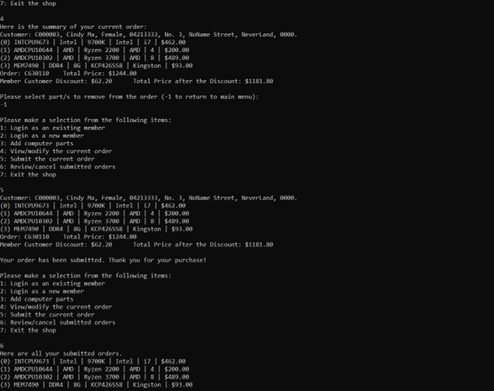 7: Exit the shop
4
Here is the summary of your current order:
Customer: C000003, Cindy Ma, Female, 04213333, No. 3, NoName Street, NeverLand, 0000.
(0) INTCPU9673 | Intel | 9700K | Intel | i7 | $462.00
(1) AMDCPU10644 | AMD | Ryzen 2200 | AMD | 4 | $200.00
(2) AMDCPU10302 | AMD | Ryzen 3700 | AMD | 8 | $489.00
(3) MEM7490 | DDR4 | 8G | KCP426SS8 | Kingston | $93.00
Order: C630110 Total Price: $1244.00
Member Customer Discount: $62.20 Total Price after the Discount: $1181.80
Please select part/s to remove from the order (-1 to return to main menu):
-1
Please make a selection from the following items:
1: Login as an existing member
2: Login as a new member
3: Add computer parts
4: View/modify the current order
5: Submit the current order
6: Review/cancel submitted orders
7: Exit the shop
5
Customer: C000003, Cindy Ma, Female, 04213333, No. 3, NoName Street, NeverLand, 0000.
(0) INTCPU9673 | Intel | 9700K | Intel | i7 | $462.00
(1) AMDCPU10644 | AMD | Ryzen 2200 | AMD | 4 | $200.00
(2) AMDCPU10302 | AMD | Ryzen 3700 | AMD | 8 | $489.00
(3) MEM7490 | DDR4 | 8G | KCP426SS8 | Kingston | $93.00
Order: C630110 Total Price: $1244.00
Member Customer Discount: $62.20 Total Price after the Discount: $1181.80
Your order has been submitted. Thank you for your purchase!
Please make a selection from the following items:
1: Login as an existing member
2: Login as a new member
3: Add computer parts
4: View/modify the current order
5: Submit the current order
6: Review/cancel submitted orders
7: Exit the shop
6
Here are all your submitted orders.
(0) INTCPU9673 | Intel | 9700K | Intel | i7 | $462.00
(1) AMDCPU10644 | AMD | Ryzen 2200 | AMD | 4 | $200.00
(2) AMDCPU10302 | AMD | Ryzen 3700 | AMD | 8 | $489.00
(3) MEM7490 | DDR4 | 8G | KCP426SS8 | Kingston | $93.00